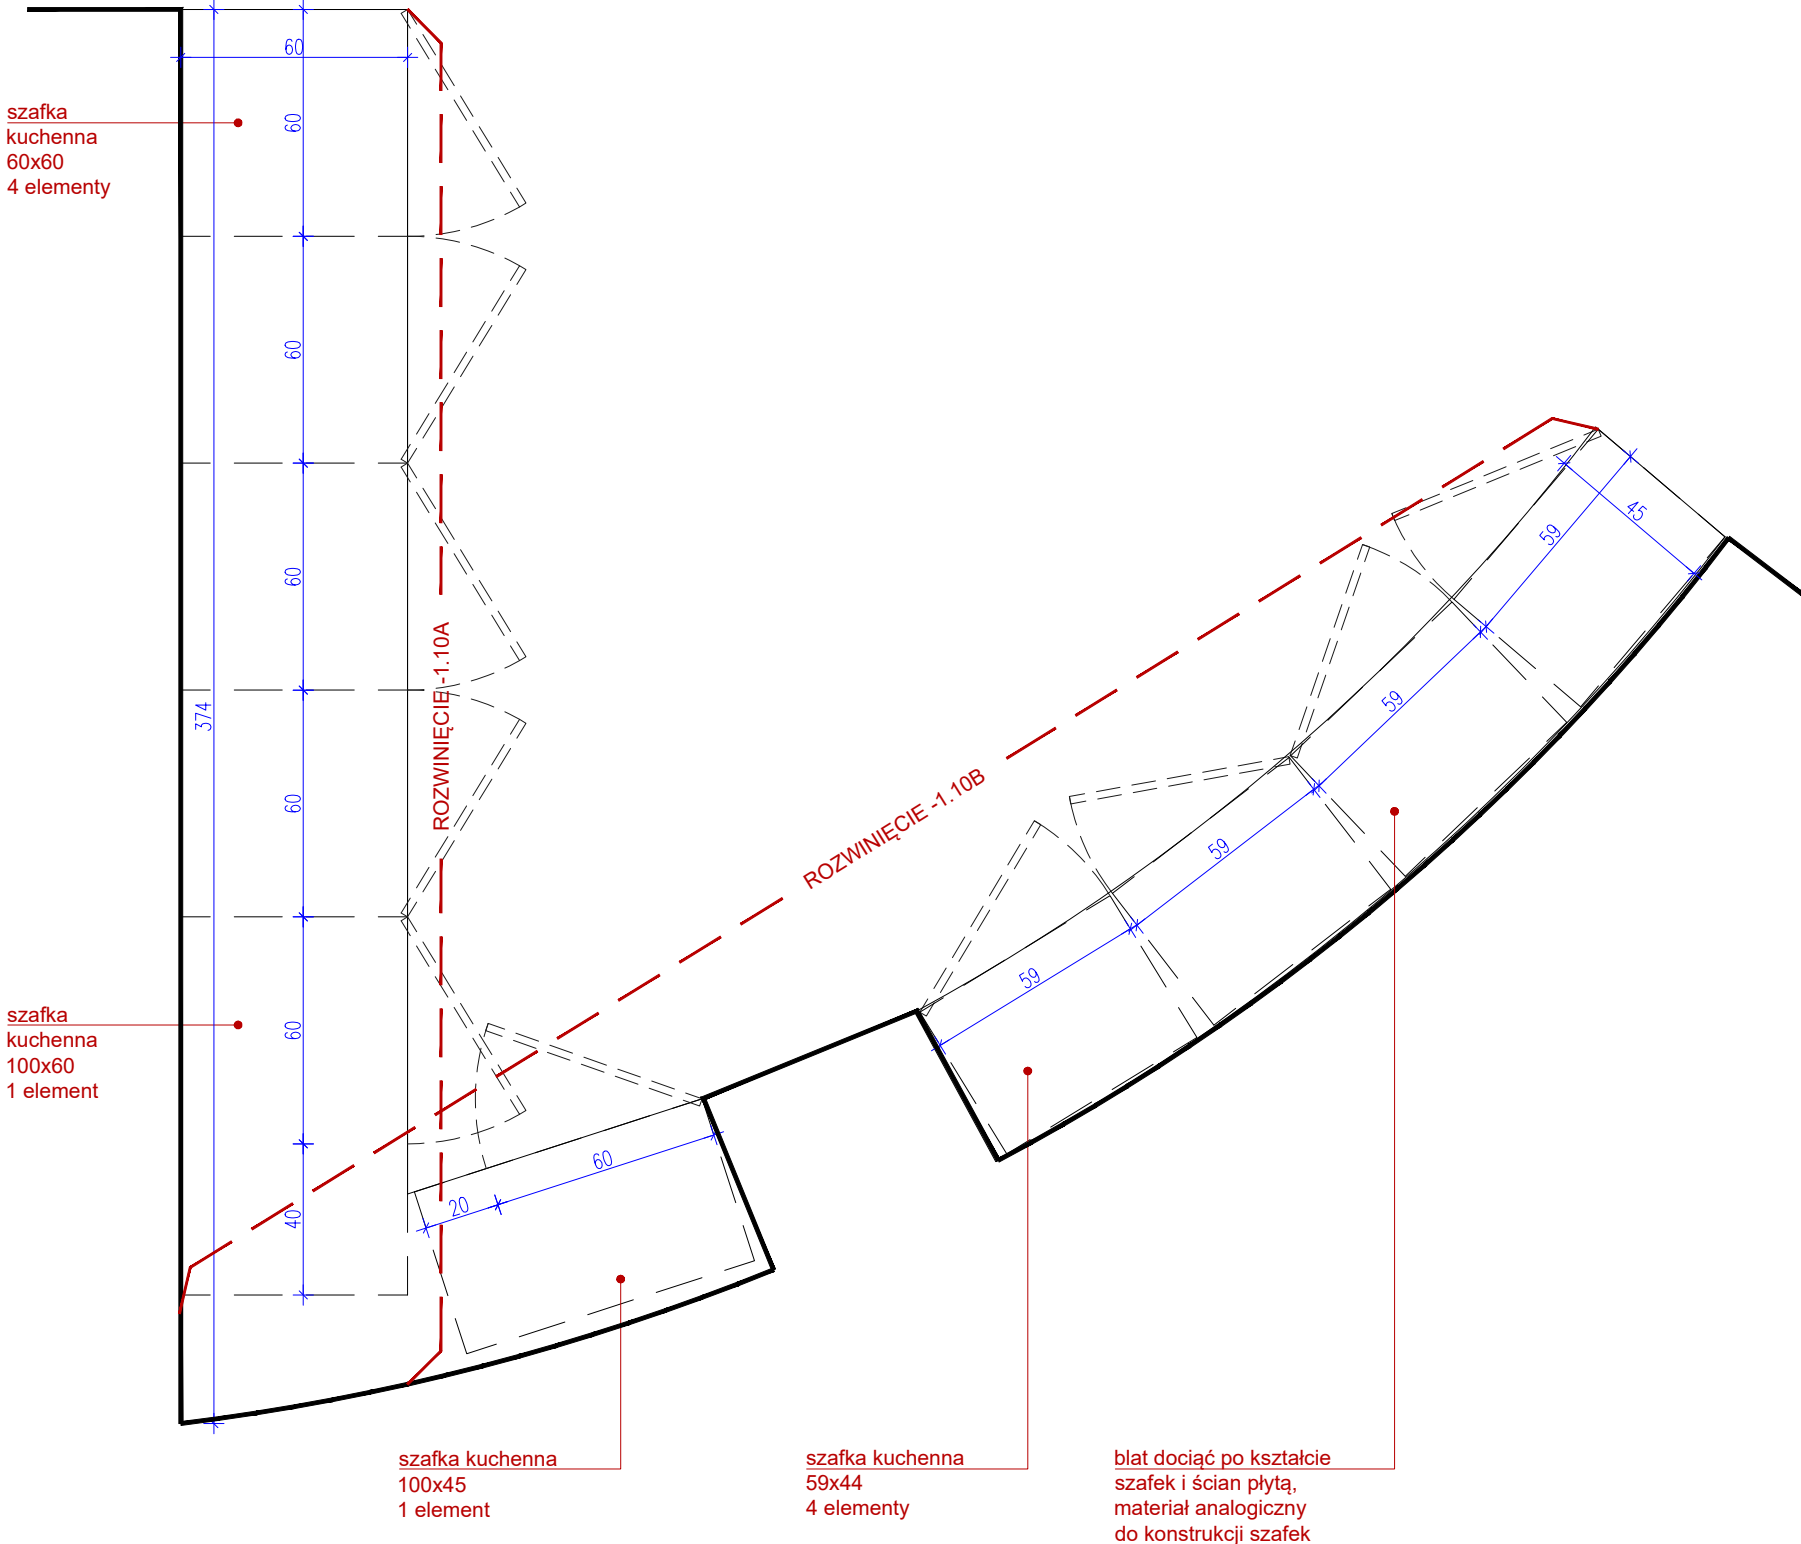 60
szafka
kuchenna
60x60
4 elementy
60
60
60
60
60
40
374
ROZWINIĘCIE -1.10A
ROZWINIĘCIE -1.10B
45
59
59
59
59
szafka
kuchenna
100x60
1 element
60
20
szafka kuchenna
100x45
1 element
szafka kuchenna
59x44
4 elementy
blat dociąć po kształcie
szafek i ścian płytą,
materiał analogiczny
do konstrukcji szafek